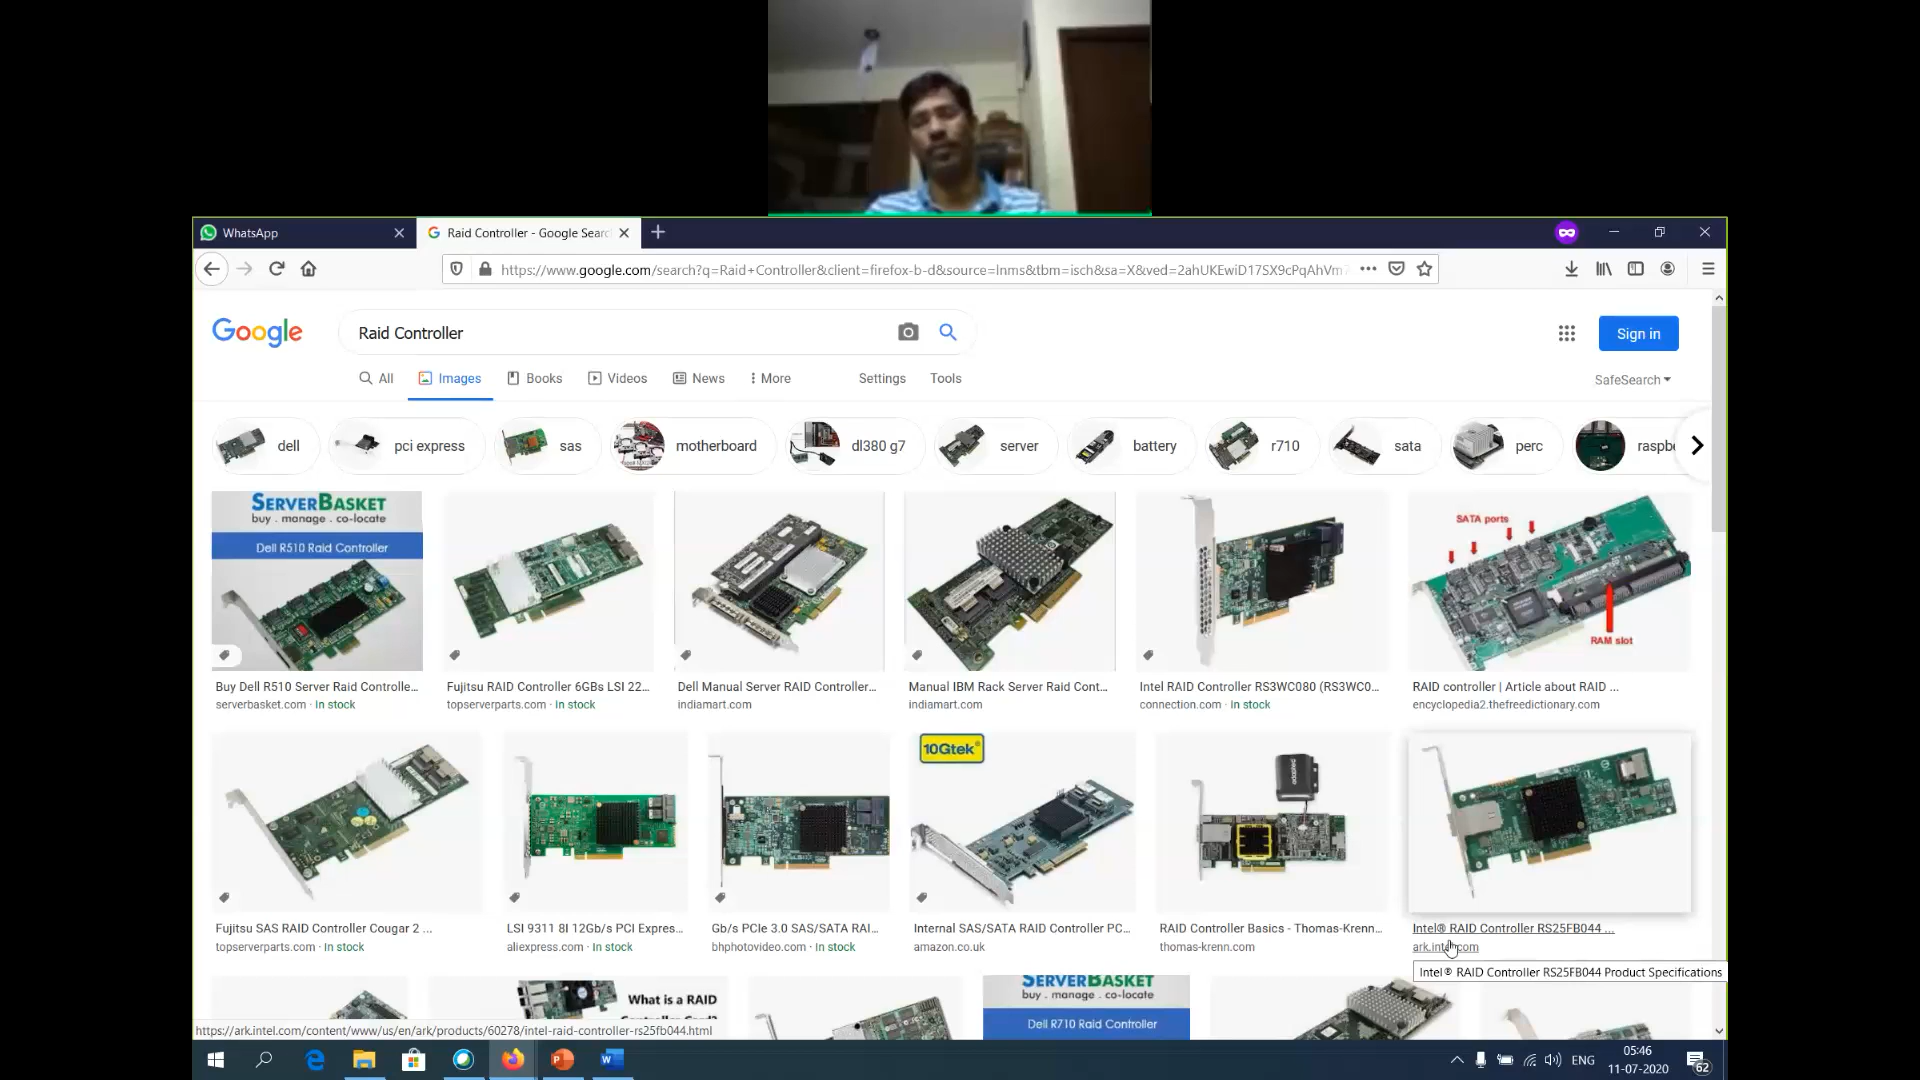 WhatsApp
Raid Controller - Google Searc
https://www.google.com/search?q=Raid+Controller&client=firefox-b-d&source=lnms&tbm=isch&sa=X&ved=2ahUKEwiD17SX9cPqAhVm7
Google
Raid Controller
Sign in
All
Images
Books
Videos
News
More
Settings
Tools
SafeSearch
dell
pci express
sas
motherboard
dl380 g7
server
battery
r710
sata
perc
raspbe
SERVERBASKET
buy . manage . co-locate
Dell R510 Raid Controller
SATA ports
RAM slot
Buy Dell R510 Server Raid Controlle...
serverbasket.com · In stock
Fujitsu RAID Controller 6GBs LSI 22...
topserverparts.com · In stock
Dell Manual Server RAID Controller...
indiamart.com
Manual IBM Rack Server Raid Cont...
indiamart.com
Intel RAID Controller RS3WC080 (RS3WC0...
connection.com · In stock
RAID controller | Article about RAID ...
encyclopedia2.thefreedictionary.com
10Gtek®
adaptec
Fujitsu SAS RAID Controller Cougar 2 ...
topserverparts.com · In stock
LSI 9311 8I 12Gb/s PCI Expres...
aliexpress.com · In stock
Gb/s PCIe 3.0 SAS/SATA RAI...
bhphotovideo.com · In stock
Internal SAS/SATA RAID Controller PC...
amazon.co.uk
RAID Controller Basics - Thomas-Krenn...
thomas-krenn.com
Intel® RAID Controller RS25FB044 ...
ark.intel.com
Intel® RAID Controller RS25FB044 Product Specifications
What is a RAID
Controller Card?
SERVERBASKET
buy . manage . co-locate
Dell R710 Raid Controller
https://ark.intel.com/content/www/us/en/ark/products/60278/intel-raid-controller-rs25fb044.html
ENG
05:46
11-07-2020
62